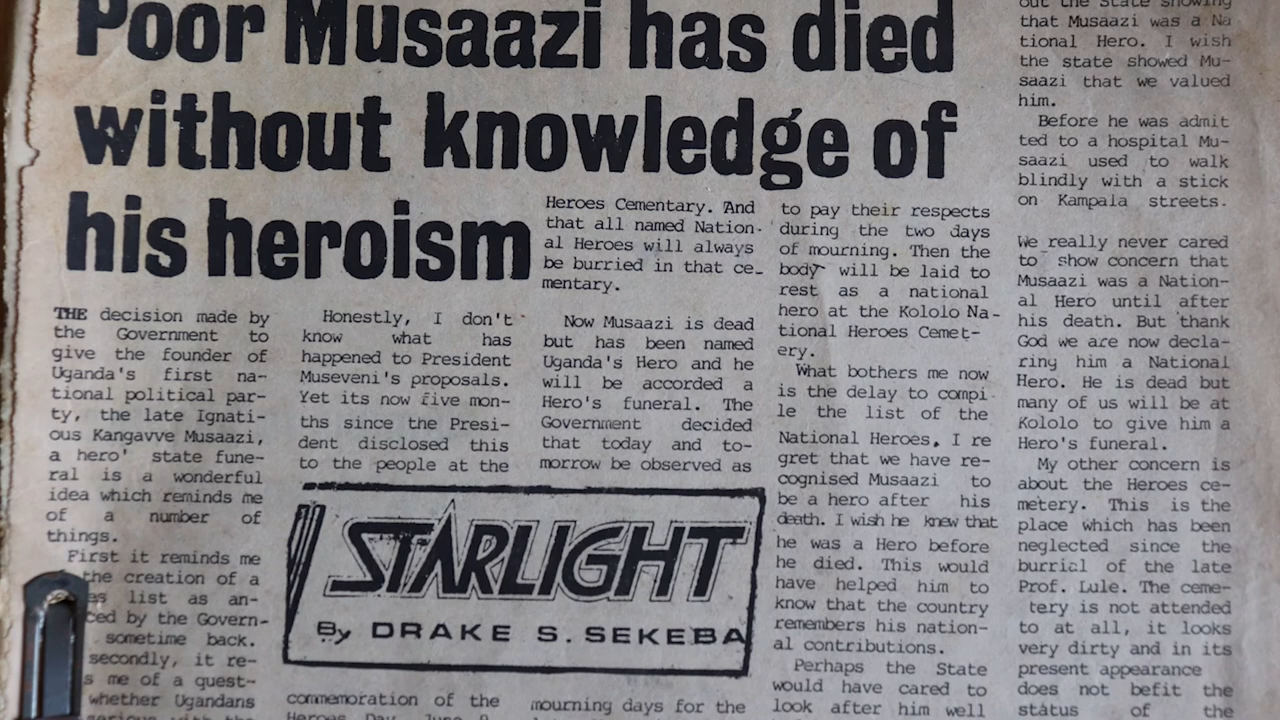 Poor Musaazi has died
without knowledge of
his heroism
THE decision made by
the Government to
give the founder of
Uganda's first na-
tional political par-
ty, the late Ignati-
ous Kangavve Musaazi,
a hero' state fune-
ral is a wonderful
idea which reminds me
of a number of
things.
First it reminds me
the creation of a
list as an-
by the Govern-
sometime back.
secondly, it re-
me of a quest-
whether Ugandans
Honestly, I don't
know what has
happened to President
Museveni's proposals.
Yet its now five mon-
ths since the Presi-
dent disclosed this
to the people at the
STARLIGHT
By DRAKE S. SEKEBA
commemoration of the
Heroes Day, June 9
Heroes Cementary. And
that all named Nation-
al Heroes will always
be burried in that ce-
mentary.
Now Musaazi is dead
but has been named
Uganda's Hero and he
will be accorded a
Hero's funeral. The
Government decided
that today and to-
morrow be observed as
mourning days for the
to pay their respects
during the two days
of mourning. Then the
body will be laid to
rest as a national
hero at the Kololo Na-
tional Heroes Cemet-
ery.
What bothers me now
is the delay to compi-
le the list of the
National Heroes, I re
gret that we have re-
cognised Musaazi to
be a hero after his
death. I wish he knew that
he was a Hero before
he died. This would
have helped him to
know that the country
remembers his nation-
al contributions.
Perhaps the State
would have cared to
look after him well
out the State showing
that Musaazi was a Na
tional Hero. I wish
the state showed Mu-
saazi that we valued
him.
Before he was admit
ted to a hospital Mu-
saazi used to walk
blindly with a stick
on Kampala streets.
We really never cared
to show concern that
Musaazi was a Nation-
al Hero until after
his death. But thank
God we are now decla-
ring him a National
Hero. He is dead but
many of us will be at
Kololo to give him a
Hero's funeral.
My other concern is
about the Heroes ce-
metery. This is the
place which has been
neglected since the
burrial of the late
Prof. Lule. The ceme-
tery is not attended
to at all, it looks
very dirty and in its
present appearance
does not befit the
status of the